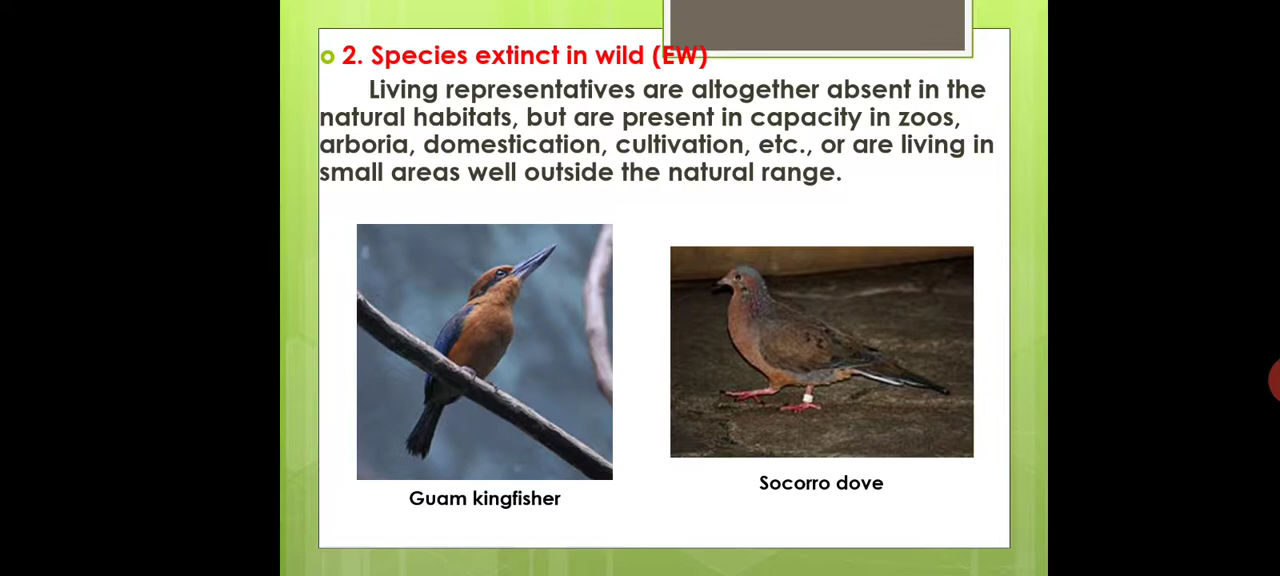 2. Species extinct in wild (EW)
Living representatives are altogether absent in the
natural habitats, but are present in capacity in zoos,
arboria, domestication, cultivation, etc., or are living in
small areas well outside the natural range.
Guam kingfisher
Socorro dove